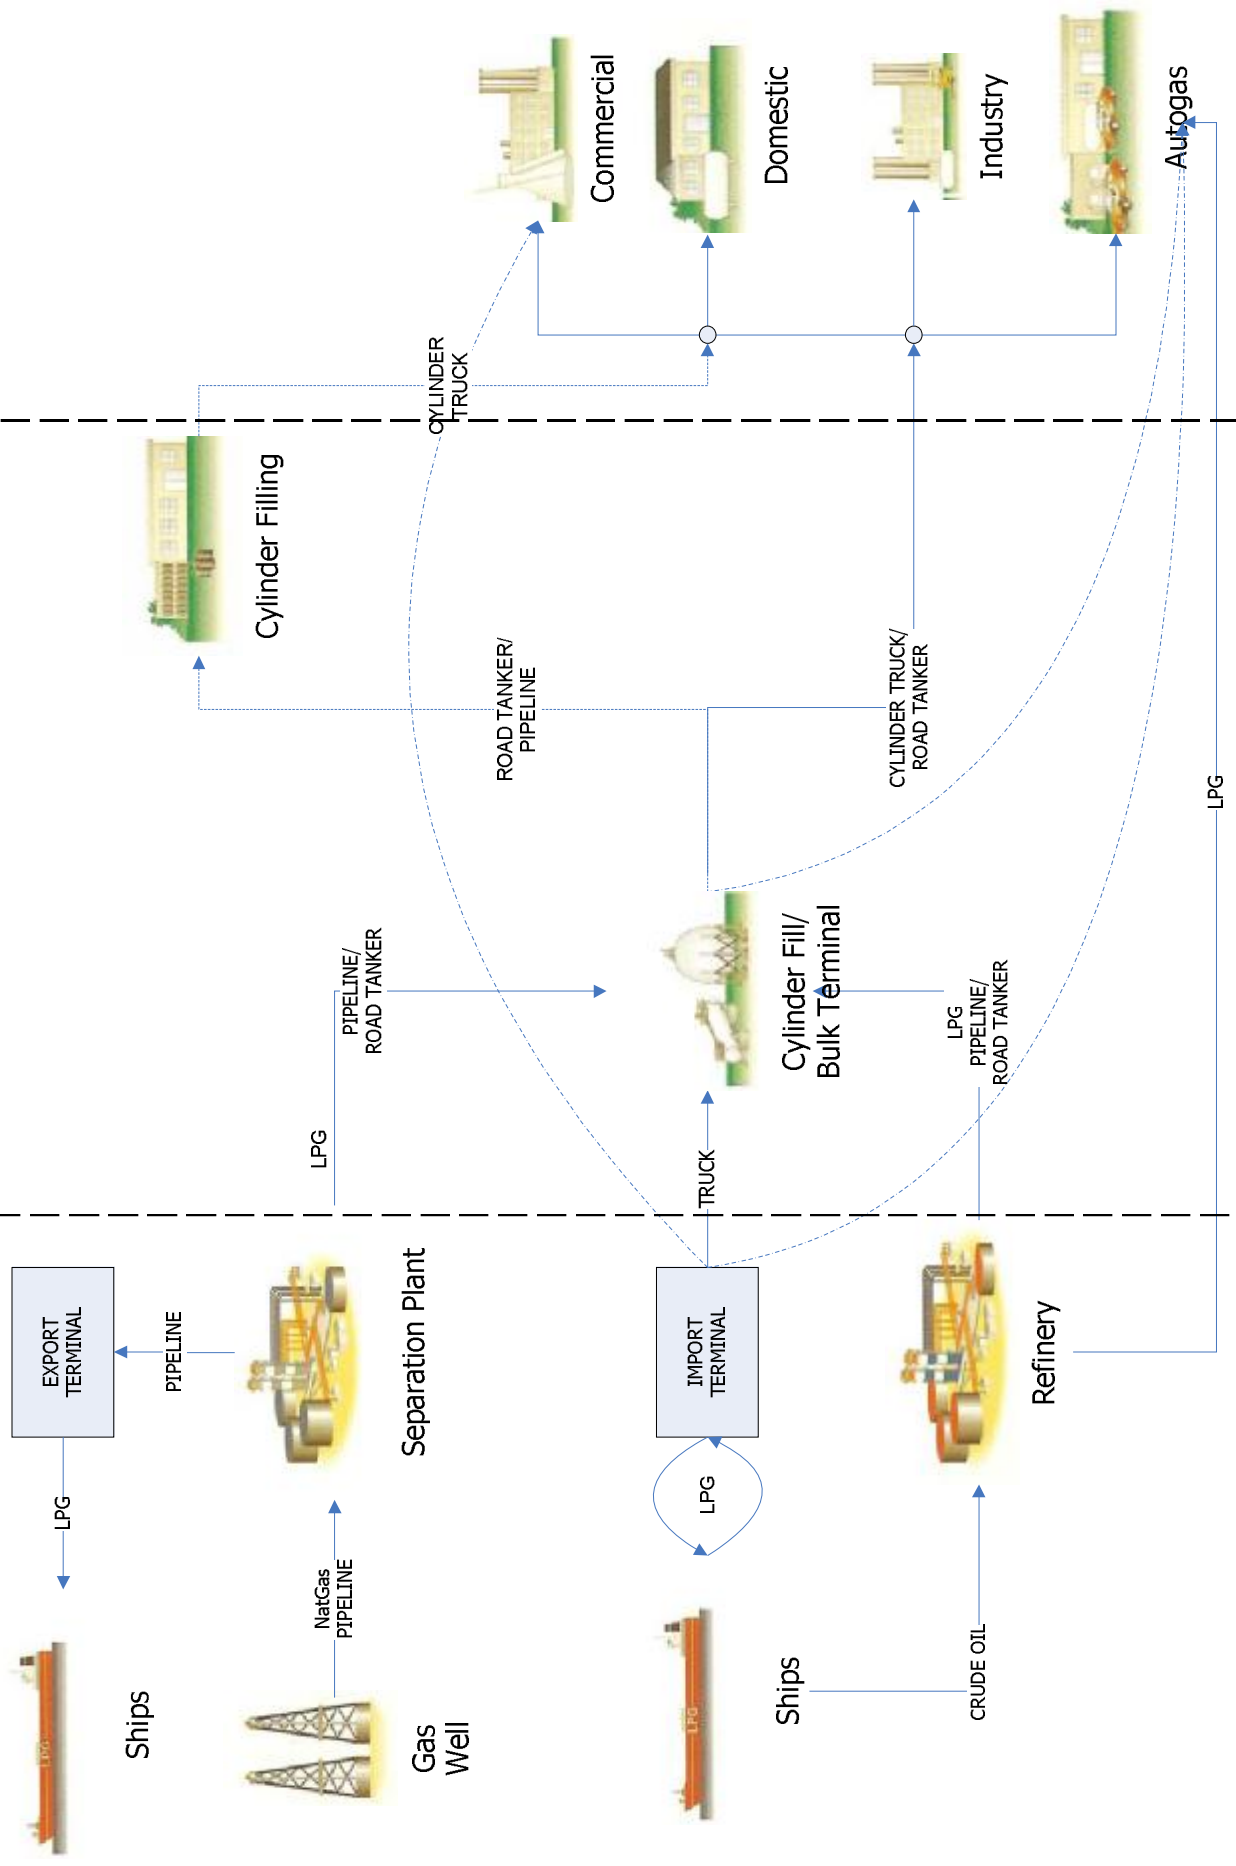 LPG
LPG
EXPORT
TERMINAL
Ships
PIPELINE
Cylinder Filling
NatGas
PIPELINE
LPG
PIPELINE/
ROAD TANKER
Gas
Well
Separation Plant
CYLINDER
TRUCK
ROAD TANKER/
PIPELINE
Commercial
LPG
LPG
IMPORT
TERMINAL
TRUCK
Ships
Cylinder Fill/
Bulk Terminal
Domestic
CYLINDER TRUCK/
ROAD TANKER
CRUDE OIL
LPG
PIPELINE/
ROAD TANKER
Industry
Refinery
Autogas
LPG